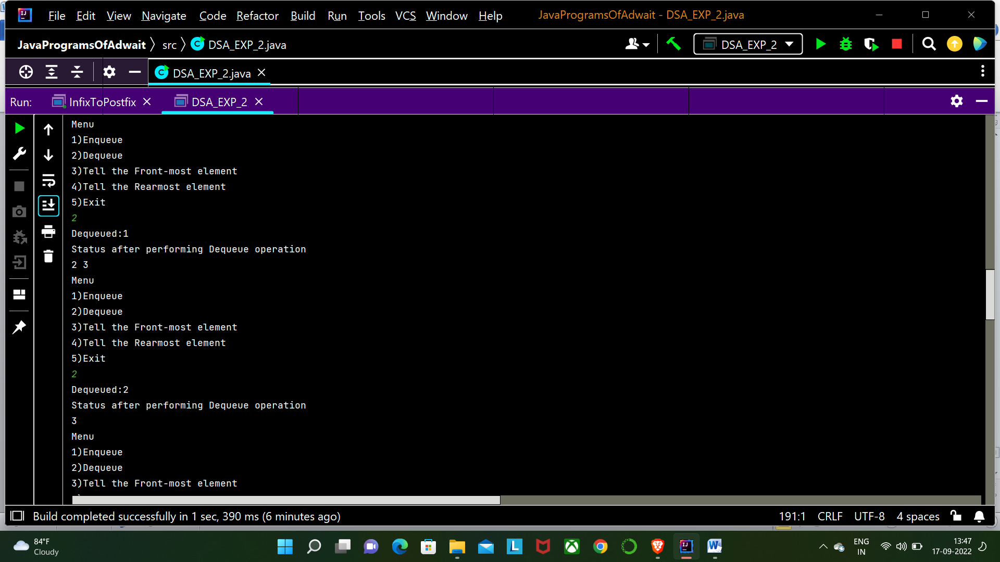 File Edit View Navigate Code Refactor Build Run Tools VCS Window Help JavaProgramsOfAdwait - DSA_EXP_2.java
JavaProgramsOfAdwait src DSA_EXP_2.java DSA_EXP_2
DSA_EXP_2.java
Run: InfixToPostfix DSA_EXP_2
Menu
1)Enqueue
2)Dequeue
3)Tell the Front-most element
4)Tell the Rearmost element
5)Exit
2
Dequeued:1
Status after performing Dequeue operation
2 3
Menu
1)Enqueue
2)Dequeue
3)Tell the Front-most element
4)Tell the Rearmost element
5)Exit
2
Dequeued:2
Status after performing Dequeue operation
3
Menu
1)Enqueue
2)Dequeue
3)Tell the Front-most element
Build completed successfully in 1 sec, 390 ms (6 minutes ago) 191:1 CRLF UTF-8 4 spaces
84°F
Cloudy
ENG
IN
13:47
17-09-2022